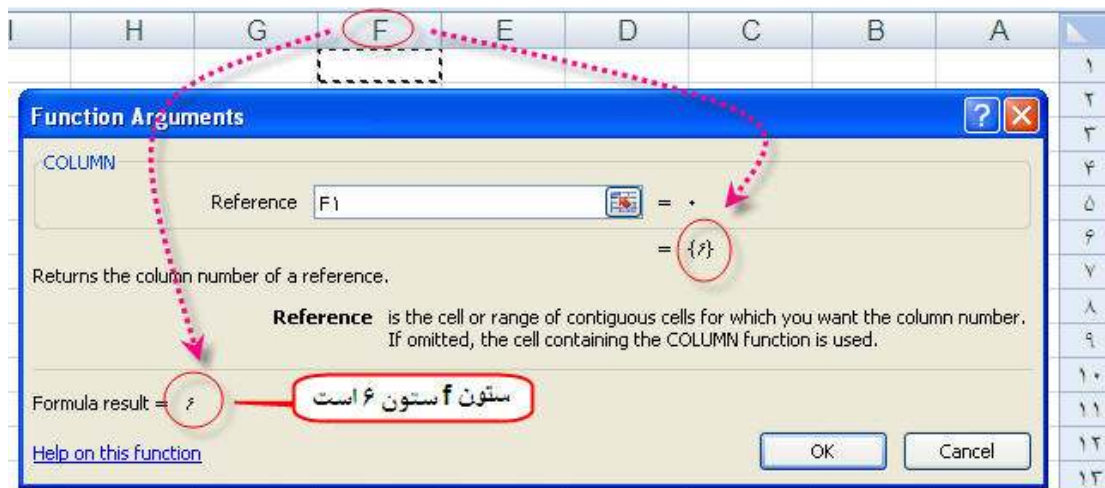 I H G F E D C B A
۱
۲
Function Arguments
۳
COLUMN
۴
Reference F۱ = ۰
۵
= {۶}
۶
Returns the column number of a reference.
۷
Reference is the cell or range of contiguous cells for which you want the column number.
۸
If omitted, the cell containing the COLUMN function is used.
۹
۱۰
Formula result = ۶
ستون f ستون ۶ است
۱۱
Help on this function
OK Cancel
۱۲
۱۳